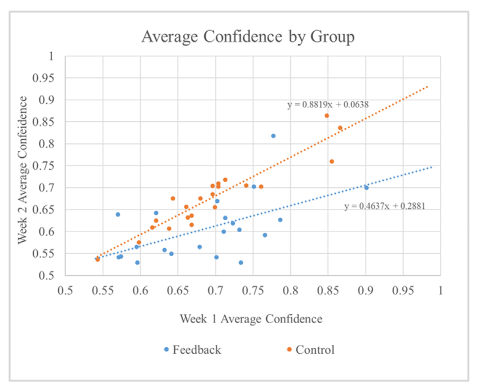 Average Confidence by Group
1
0.95
0.9
0.85
0.8
0.75
0.7
0.65
0.6
0.55
0.5
Week 2 Average Confeidence
y = 0.8819x + 0.0638
y = 0.4637x + 0.2881
0.5 0.55 0.6 0.65 0.7 0.75 0.8 0.85 0.9 0.95 1
Week 1 Average Confidence
Feedback Control